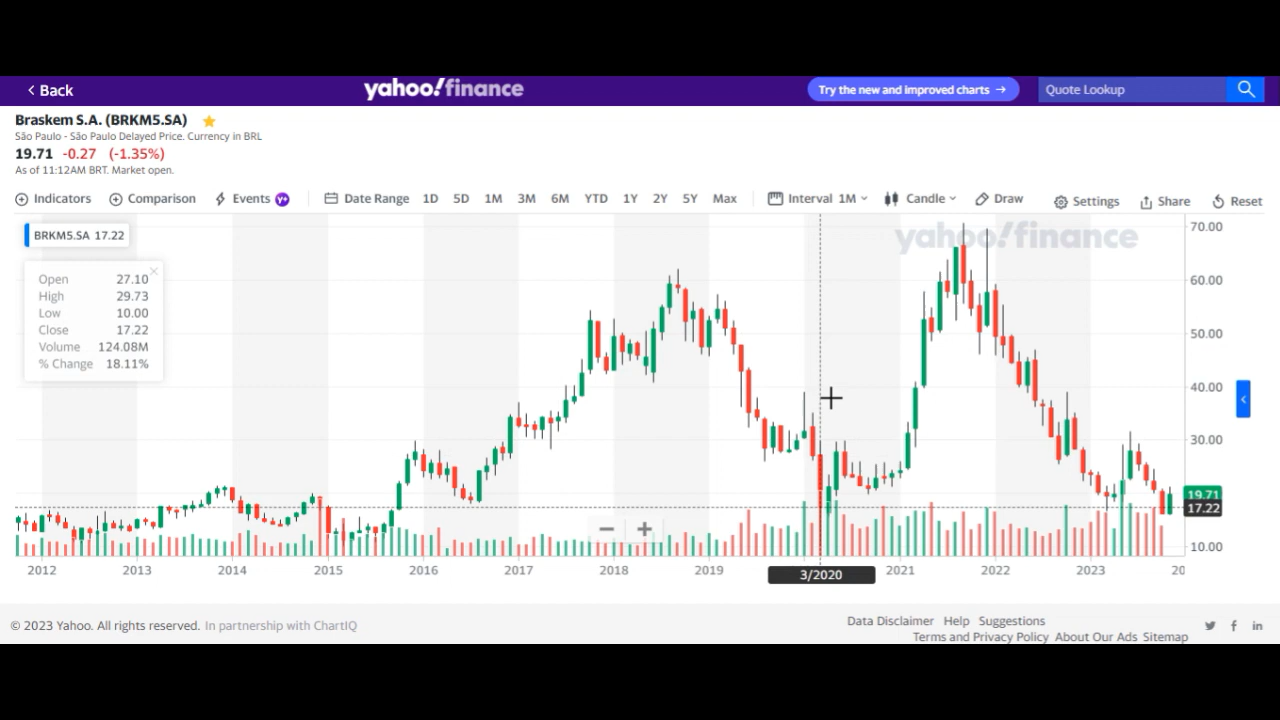 Back
yahoo!finance
Try the new and improved charts →
Quote Lookup
Braskem S.A. (BRKM5.SA)
São Paulo - São Paulo Delayed Price. Currency in BRL
19.71 -0.27 (-1.35%)
As of 11:12AM BRT. Market open.
Indicators Comparison Events Y+ Date Range 1D 5D 1M 3M 6M YTD 1Y 2Y 5Y Max Interval 1M Candle Draw Settings Share Reset
BRKM5.SA 17.22
yahoo!finance
Open 27.10
High 29.73
Low 10.00
Close 17.22
Volume 124.08M
% Change 18.11%
70.00
60.00
50.00
40.00
30.00
19.71
17.22
10.00
2012 2013 2014 2015 2016 2017 2018 2019 3/2020 2021 2022 2023 20
© 2023 Yahoo. All rights reserved. In partnership with ChartIQ
Data Disclaimer Help Suggestions
Terms and Privacy Policy About Our Ads Sitemap